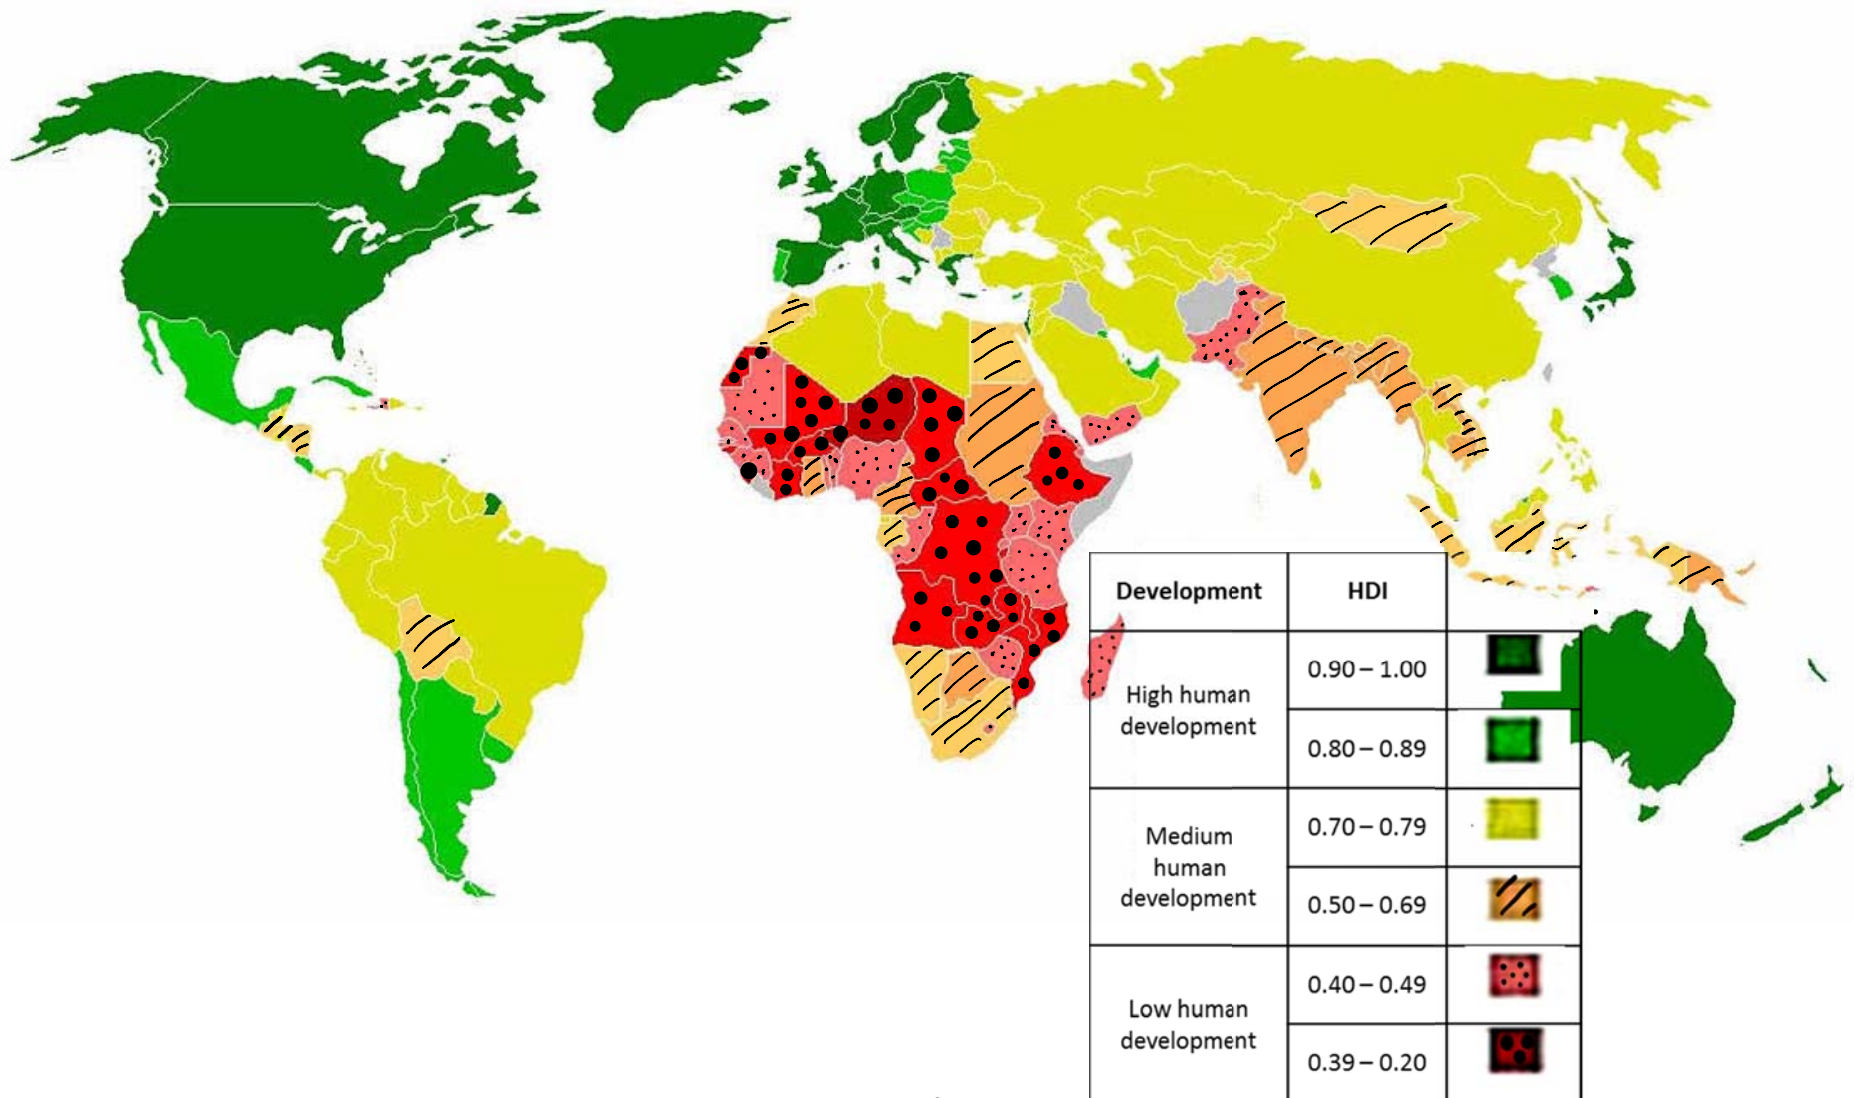 Development HDI
High human
development
0.90 – 1.00
0.80 – 0.89
Medium
human
development
0.70 – 0.79
0.50 – 0.69
Low human
development
0.40 – 0.49
0.39 – 0.20